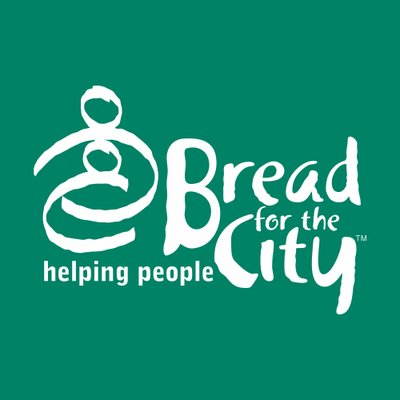 Bread
for the
City™
helping people